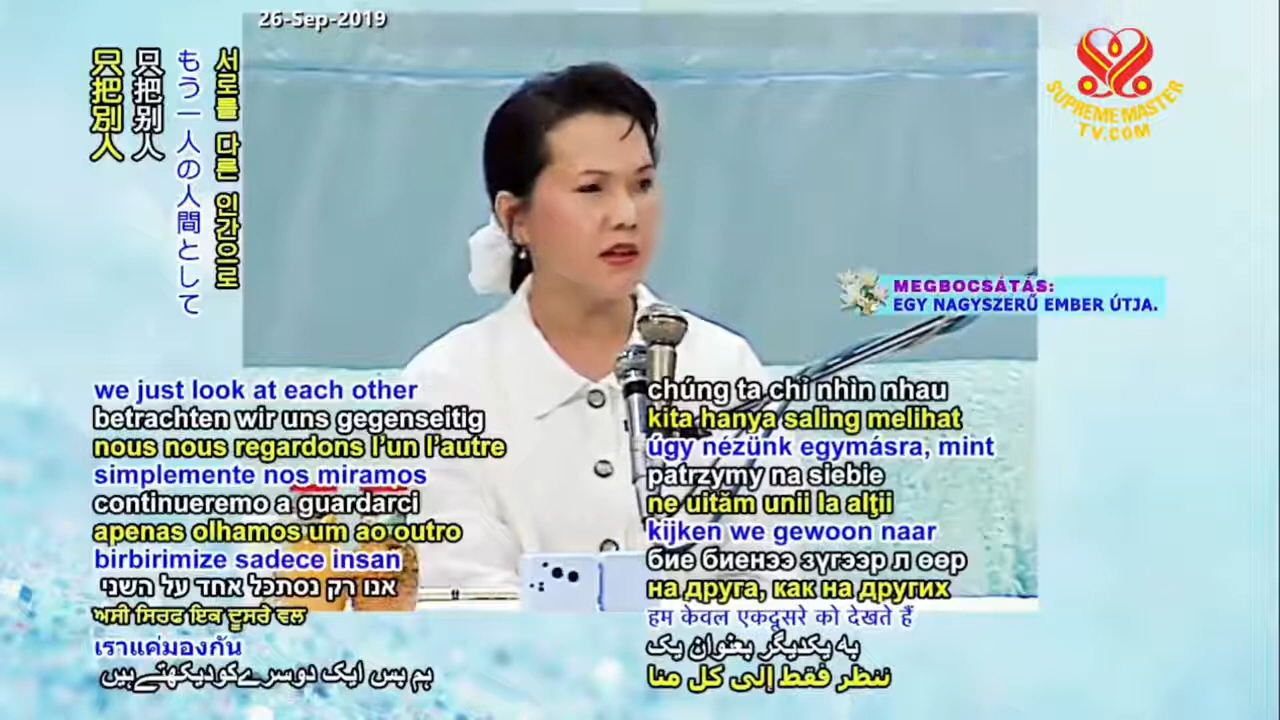 26-Sep-2019
SUPREME MASTER
TV.COM
서로를 다른 인간으로
もう一人の人間として
只把别人
只把別人
MEGBOCSÁTÁS:
EGY NAGYSZERŰ EMBER ÚTJA.
we just look at each other
betrachten wir uns gegenseitig
nous nous regardons l'un l'autre
simplemente nos miramos
continueremo a guardarci
apenas olhamos um ao outro
birbirimize sadece insan
אנו רק נסתכל אחד על השני
ਅਸੀ ਸਿਰਫ ਇਕ ਦੂਸਰੇ ਵਲ
เราแค่มองกัน
ہم بس ایک دوسرے کو دیکھتے ہیں
chúng ta chỉ nhìn nhau
kita hanya saling melihat
úgy nézünk egymásra, mint
patrzymy na siebie
ne uităm unii la alţii
kijken we gewoon naar
бие биенээ зүгээр л өөр
на друга, как на других
हम केवल एकदूसरे को देखते हैं
به یکدیگر بعنوان یک
ننظر فقط إلى كل منا